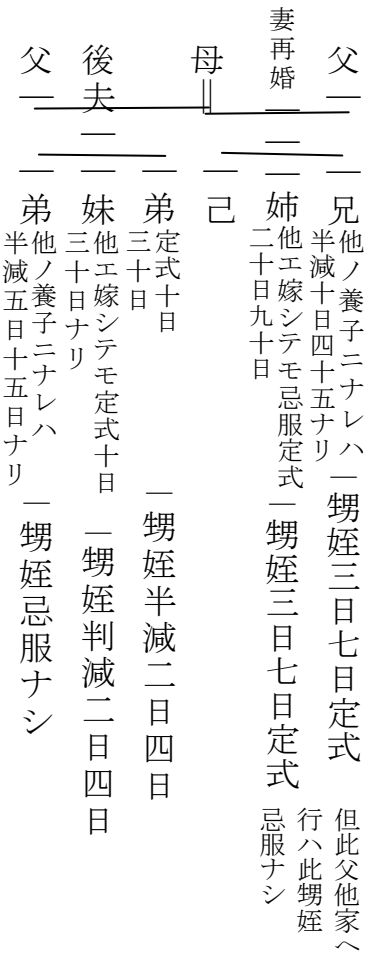 父
兄
他ノ養子ニナレハ
半減十日四十五ナリ
甥姪三日七日定式
但此父他家ヘ
行ハ此甥姪
忌服ナシ
妻再婚
姉
他エ嫁シテモ忌服定式
二十日九十日
甥姪三日七日定式
母
己
弟
定式十日
三十日
甥姪半減二日四日
後夫
妹
他エ嫁シテモ定式十日
三十日ナリ
甥姪判減二日四日
父
弟
他ノ養子ニナレハ
半減五日十五日ナリ
甥姪忌服ナシ